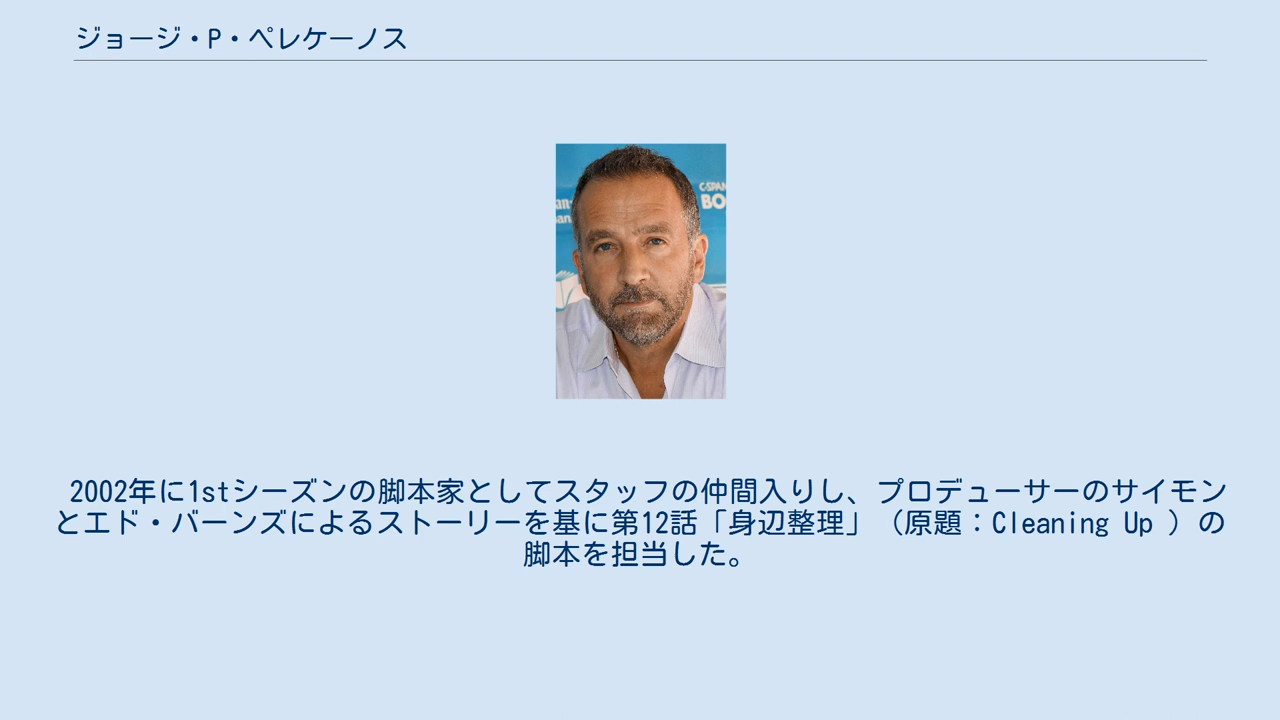 ジョージ・P・ペレケーノス
C-SPAN
BO
an
an
2002年に1stシーズンの脚本家としてスタッフの仲間入りし、プロデューサーのサイモン
とエド・バーンズによるストーリーを基に第12話「身辺整理」（原題：Cleaning Up ）の
脚本を担当した。